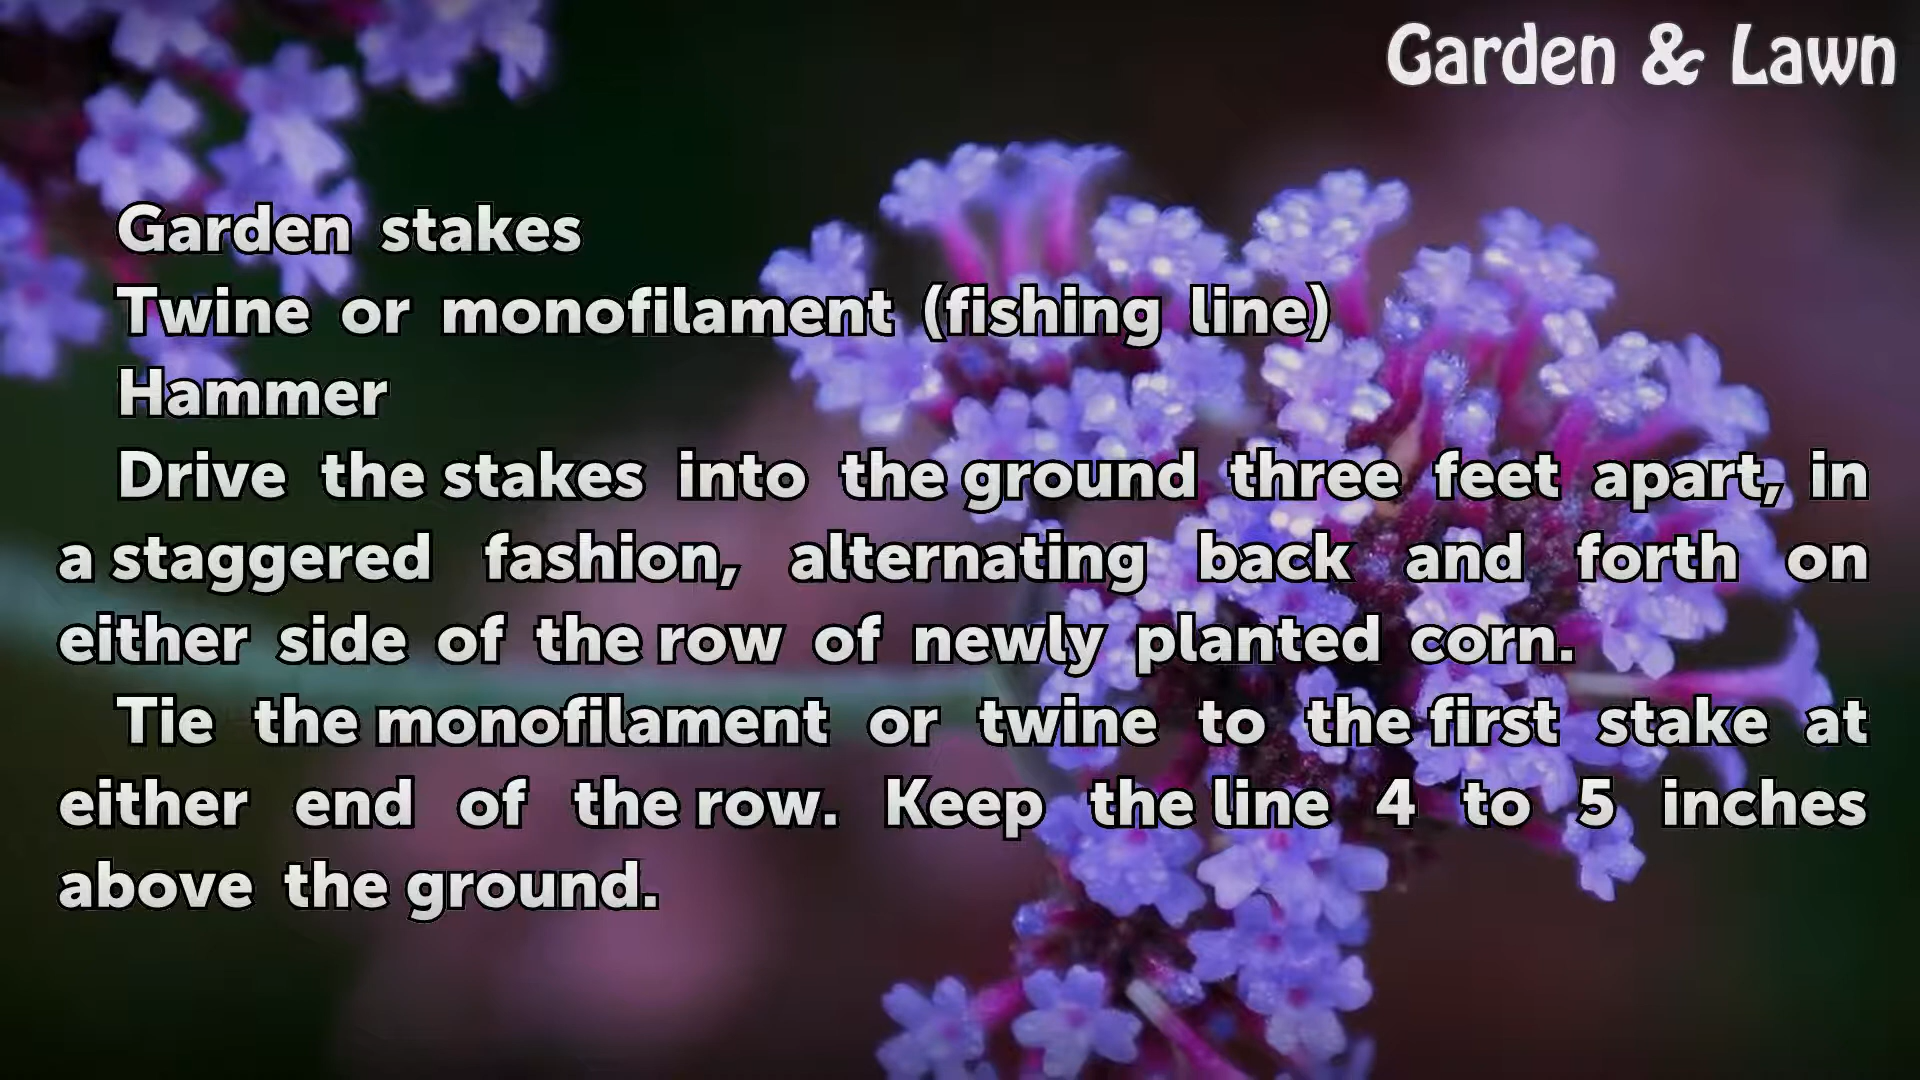 Garden & Lawn
Garden stakes
Twine or monofilament (fishing line)
Hammer
Drive the stakes into the ground three feet apart, in
a staggered fashion, alternating back and forth on
either side of the row of newly planted corn.
Tie the monofilament or twine to the first stake at
either end of the row. Keep the line 4 to 5 inches
above the ground.